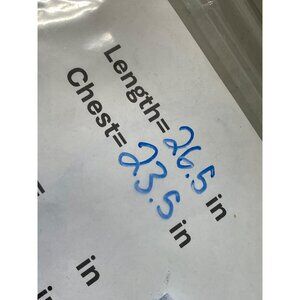 Length= 26.5 in
Chest= 23.5 in
in